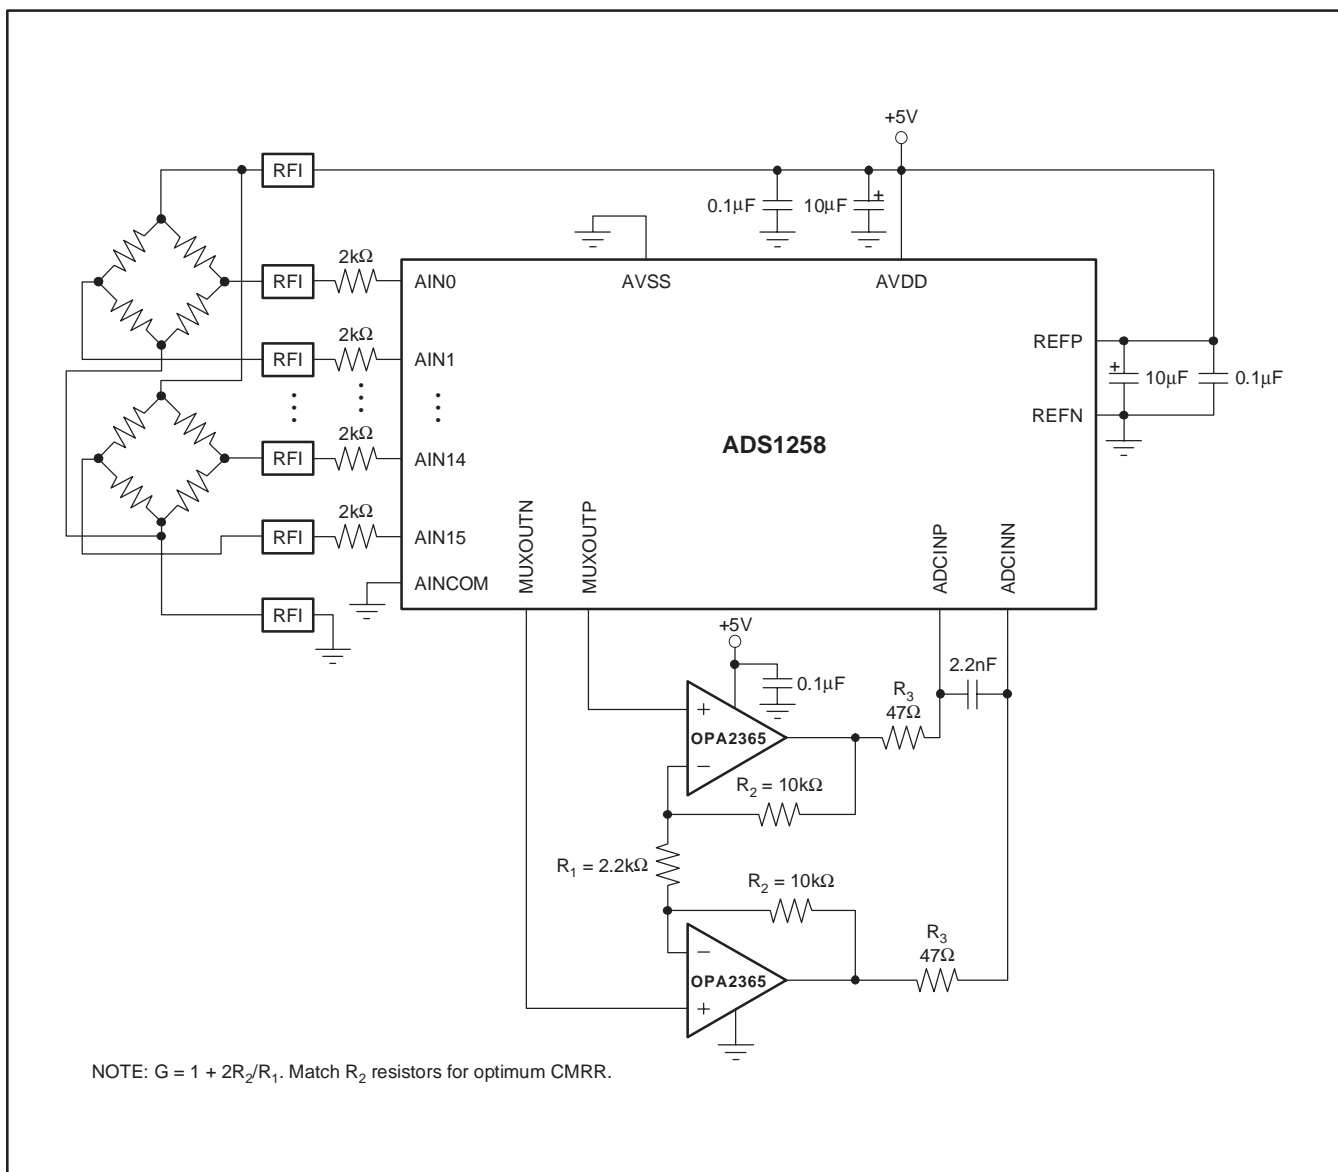 +5V
RFI
0.1µF
10µF
+
2kΩ
RFI
AIN0
AVSS
AVDD
2kΩ
RFI
AIN1
REFP
+
10µF
0.1µF
REFN
2kΩ
RFI
AIN14
ADS1258
2kΩ
RFI
AIN15
MUXOUTN
MUXOUTP
ADCINP
ADCINN
AINCOM
RFI
+5V
0.1µF
2.2nF
R3
47Ω
+
OPA2365
−
R2 = 10kΩ
R1 = 2.2kΩ
R2 = 10kΩ
R3
47Ω
−
OPA2365
+
NOTE: G = 1 + 2R2/R1. Match R2 resistors for optimum CMRR.